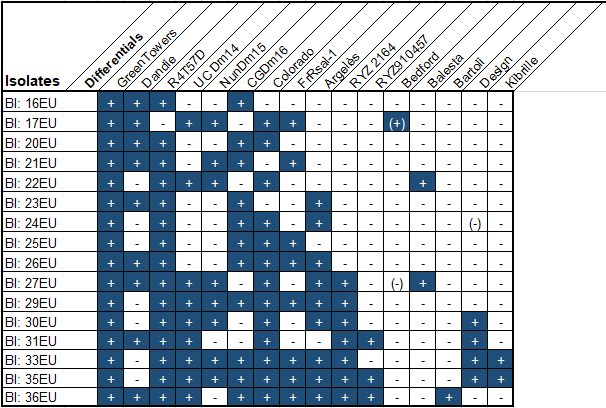 Differentials
GreenTowers
Dandie
R4T57D
UC Dm14
NunDm15
CGDm16
Colorado
FrRsal-1
Argelès
RYZ 2164
RYZ910457
Bedford
Balesta
Bartoli
Design
Kibrille
Isolates
Bl: 16EU + + + - - + - - - - - - - - - -
Bl: 17EU + + - + + - + + - - - (+) - - - -
Bl: 20EU + + + - - + + - - - - - - - - -
Bl: 21EU + + + - + + - + - - - - - - - -
Bl: 22EU + - + + + - + - - - - - + - - -
Bl: 23EU + + + - - + - - + - - - - - - -
Bl: 24EU + - + - - + + - + - - - - - (-) -
Bl: 25EU + - + - - + + + - - - - - - - -
Bl: 26EU + + + - - + + + + - - - - - - -
Bl: 27EU + - + + + - + - + + - (-) + - - -
Bl: 29EU + - + + + + + + + + - - - - - -
Bl: 30EU + - + + + - + - + + - - - - + -
Bl: 31EU + + + + + - + - - + + - - - + -
Bl: 33EU + - + + + + + + + + - - - - + +
Bl: 35EU + - + + + + + + + + + - - - + +
Bl: 36EU + + + + - + + + + + + - - + - -